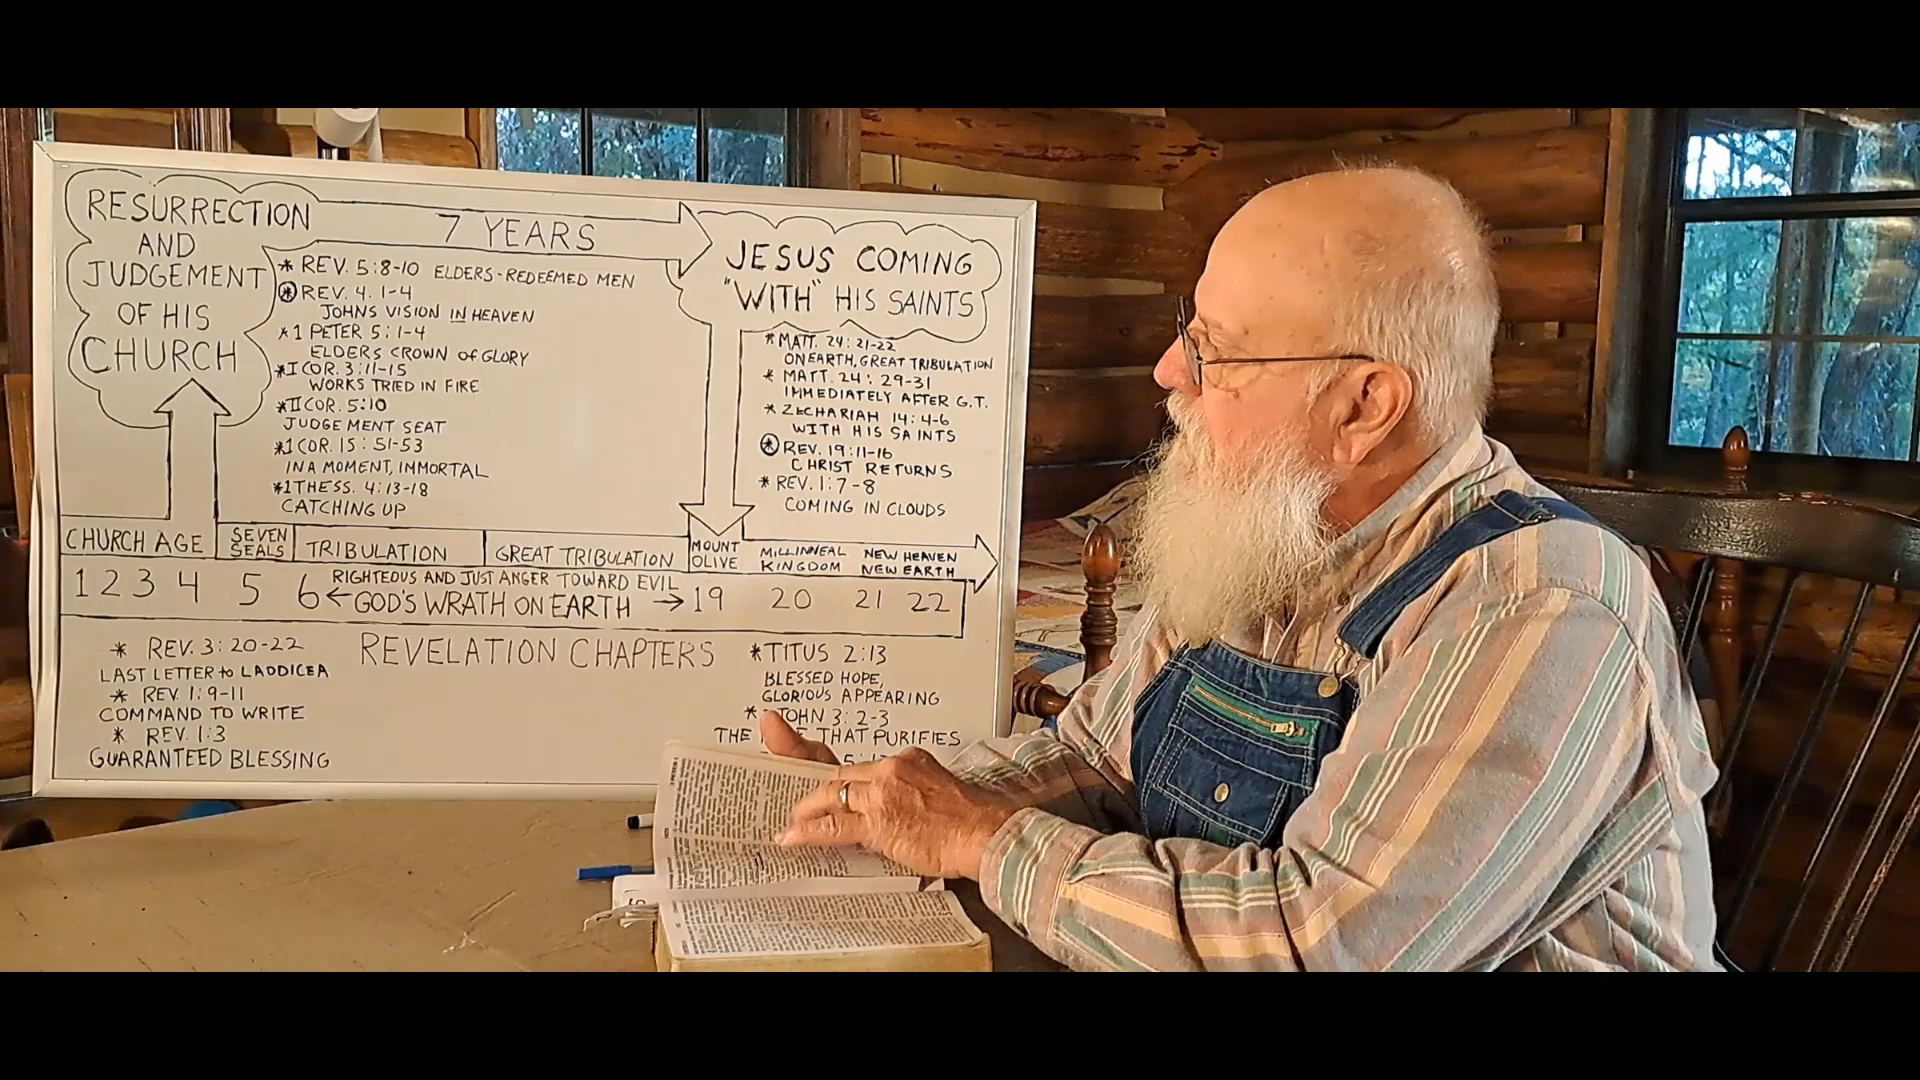 RESURRECTION
AND
JUDGEMENT
OF HIS
CHURCH
7 YEARS
JESUS COMING
"WITH" HIS SAINTS
* REV. 5:8-10 ELDERS-REDEEMED MEN
* REV. 4. 1-4
JOHNS VISION IN HEAVEN
* 1 PETER 5:1-4
ELDERS CROWN of GLORY
* I COR. 3:11-15
WORKS TRIED IN FIRE
* II COR. 5:10
JUDGEMENT SEAT
* 1 COR. 15:51-53
IN A MOMENT, IMMORTAL
* 1 THESS. 4:13-18
CATCHING UP
* MATT. 24:21-22
ON EARTH, GREAT TRIBULATION
* MATT. 24:29-31
IMMEDIATELY AFTER G.T.
* ZECHARIAH 14:4-6
WITH HIS SAINTS
* REV. 19:11-16
CHRIST RETURNS
* REV. 1:7-8
COMING IN CLOUDS
CHURCH AGE
SEVEN
SEALS
TRIBULATION
GREAT TRIBULATION
MOUNT
OLIVE
MILLINNEAL
KINGDOM
NEW HEAVEN
NEW EARTH
1 2 3 4 5 6
RIGHTEOUS AND JUST ANGER TOWARD EVIL
← GOD'S WRATH ON EARTH →
19 20 21 22
REVELATION CHAPTERS
* REV. 3:20-22
LAST LETTER to LAODICEA
* REV. 1:9-11
COMMAND TO WRITE
* REV. 1:3
GUARANTEED BLESSING
* TITUS 2:13
BLESSED HOPE,
GLORIOUS APPEARING
* JOHN 3:2-3
THE THAT PURIFIES